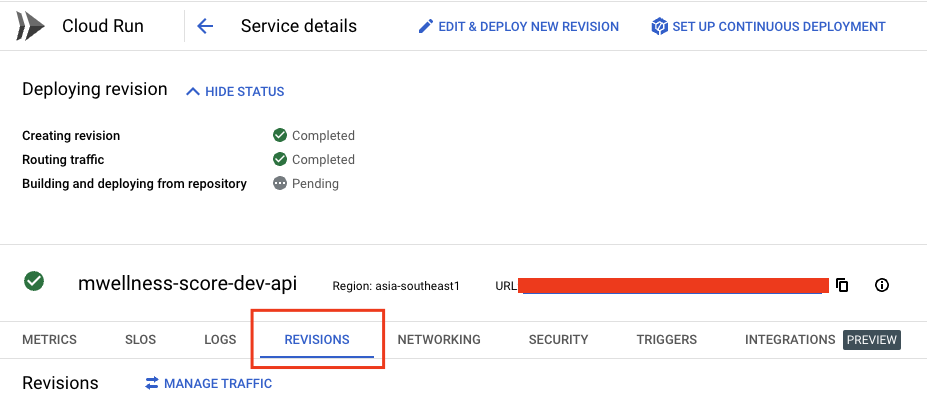 Cloud Run Service details EDIT & DEPLOY NEW REVISION SET UP CONTINUOUS DEPLOYMENT
Deploying revision HIDE STATUS
Creating revision Completed
Routing traffic Completed
Building and deploying from repository Pending
mwellness-score-dev-api Region: asia-southeast1 URL
METRICS SLOS LOGS REVISIONS NETWORKING SECURITY TRIGGERS INTEGRATIONS PREVIEW
Revisions MANAGE TRAFFIC